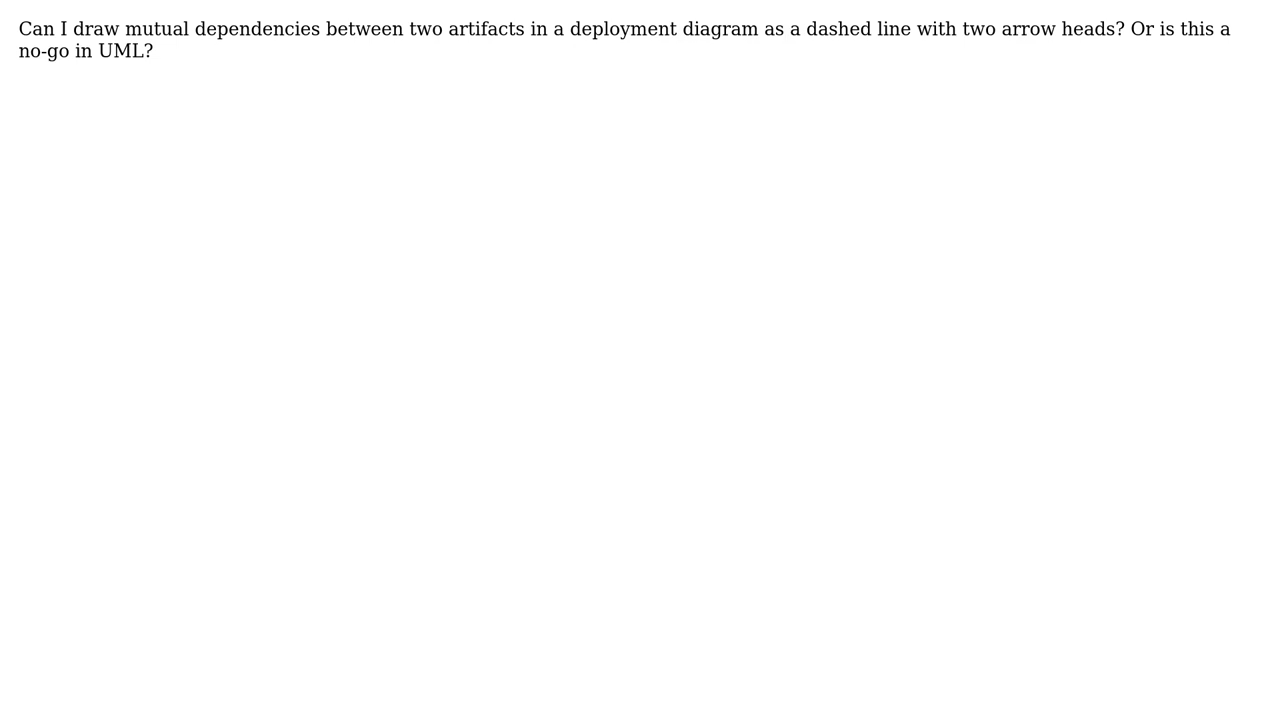 Can I draw mutual dependencies between two artifacts in a deployment diagram as a dashed line with two arrow heads? Or is this a
no-go in UML?